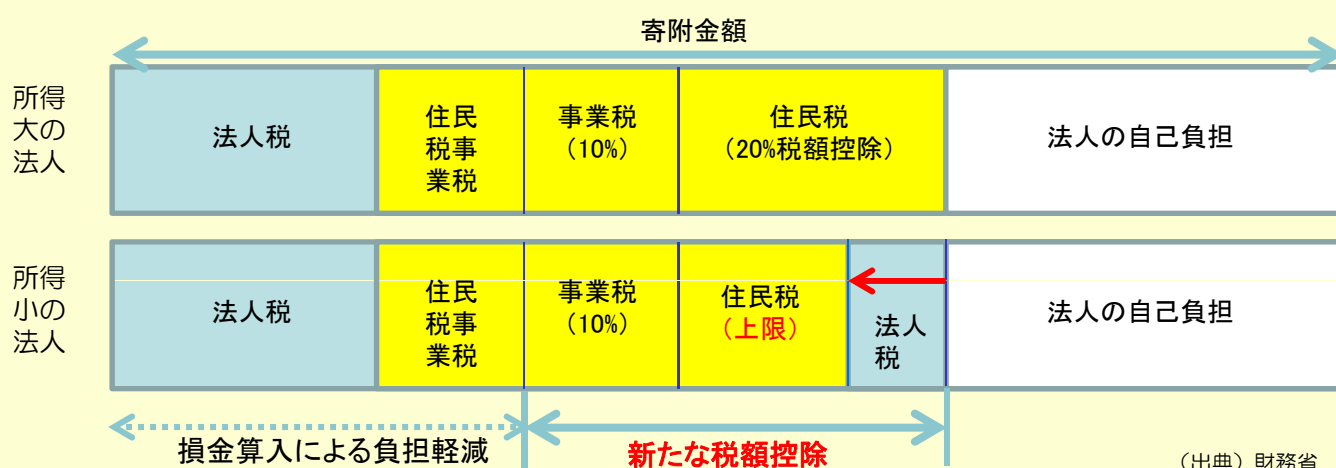 寄附金額
所得
大の
法人
法人税
住民
税事
業税
事業税
（10%）
住民税
（20%税額控除）
法人の自己負担
所得
小の
法人
法人税
住民
税事
業税
事業税
（10%）
住民税
（上限）
法人
税
法人の自己負担
損金算入による負担軽減
新たな税額控除
（出典）財務省